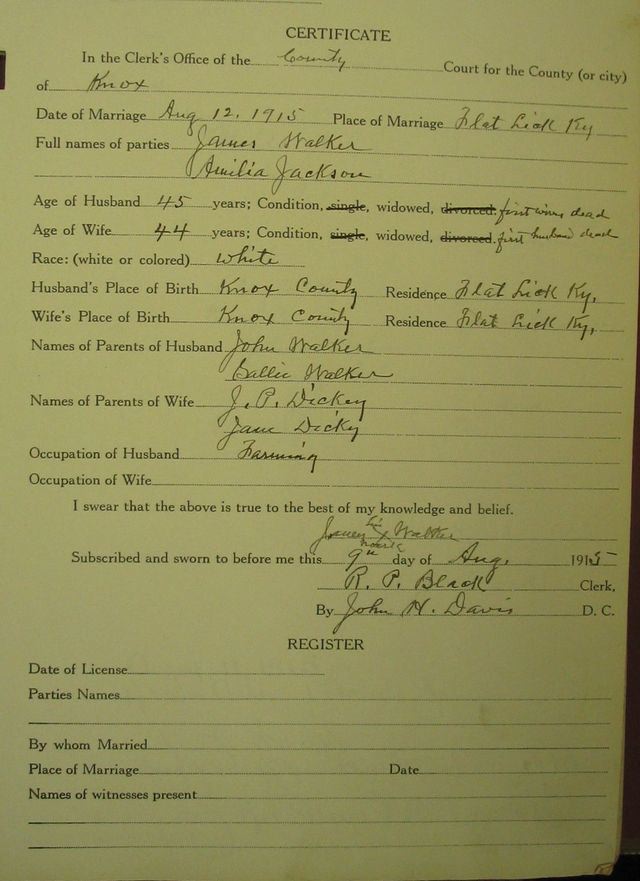 CERTIFICATE
In the Clerk's Office of the County Court for the County (or city)
of Knox
Date of Marriage Aug 12, 1915 Place of Marriage Flat Lick Ky
Full names of parties James Walker
Amilia Jackson
Age of Husband 45 years; Condition, single, widowed, divorced. first wives dead
Age of Wife 44 years; Condition, single, widowed, divorced. first husband dead
Race: (white or colored) white
Husband's Place of Birth Knox County Residence Flat Lick Ky,
Wife's Place of Birth Knox County Residence Flat Lick Ky,
Names of Parents of Husband John Walker
Callie Walker
Names of Parents of Wife J. P. Dickey
Jane Dicky
Occupation of Husband Farming
Occupation of Wife
I swear that the above is true to the best of my knowledge and belief.
James his x mark Walker
Subscribed and sworn to before me this 9th day of Aug. 1915
R. P. Black Clerk,
By John H. Davis D. C.
REGISTER
Date of License
Parties Names
By whom Married
Place of Marriage Date
Names of witnesses present